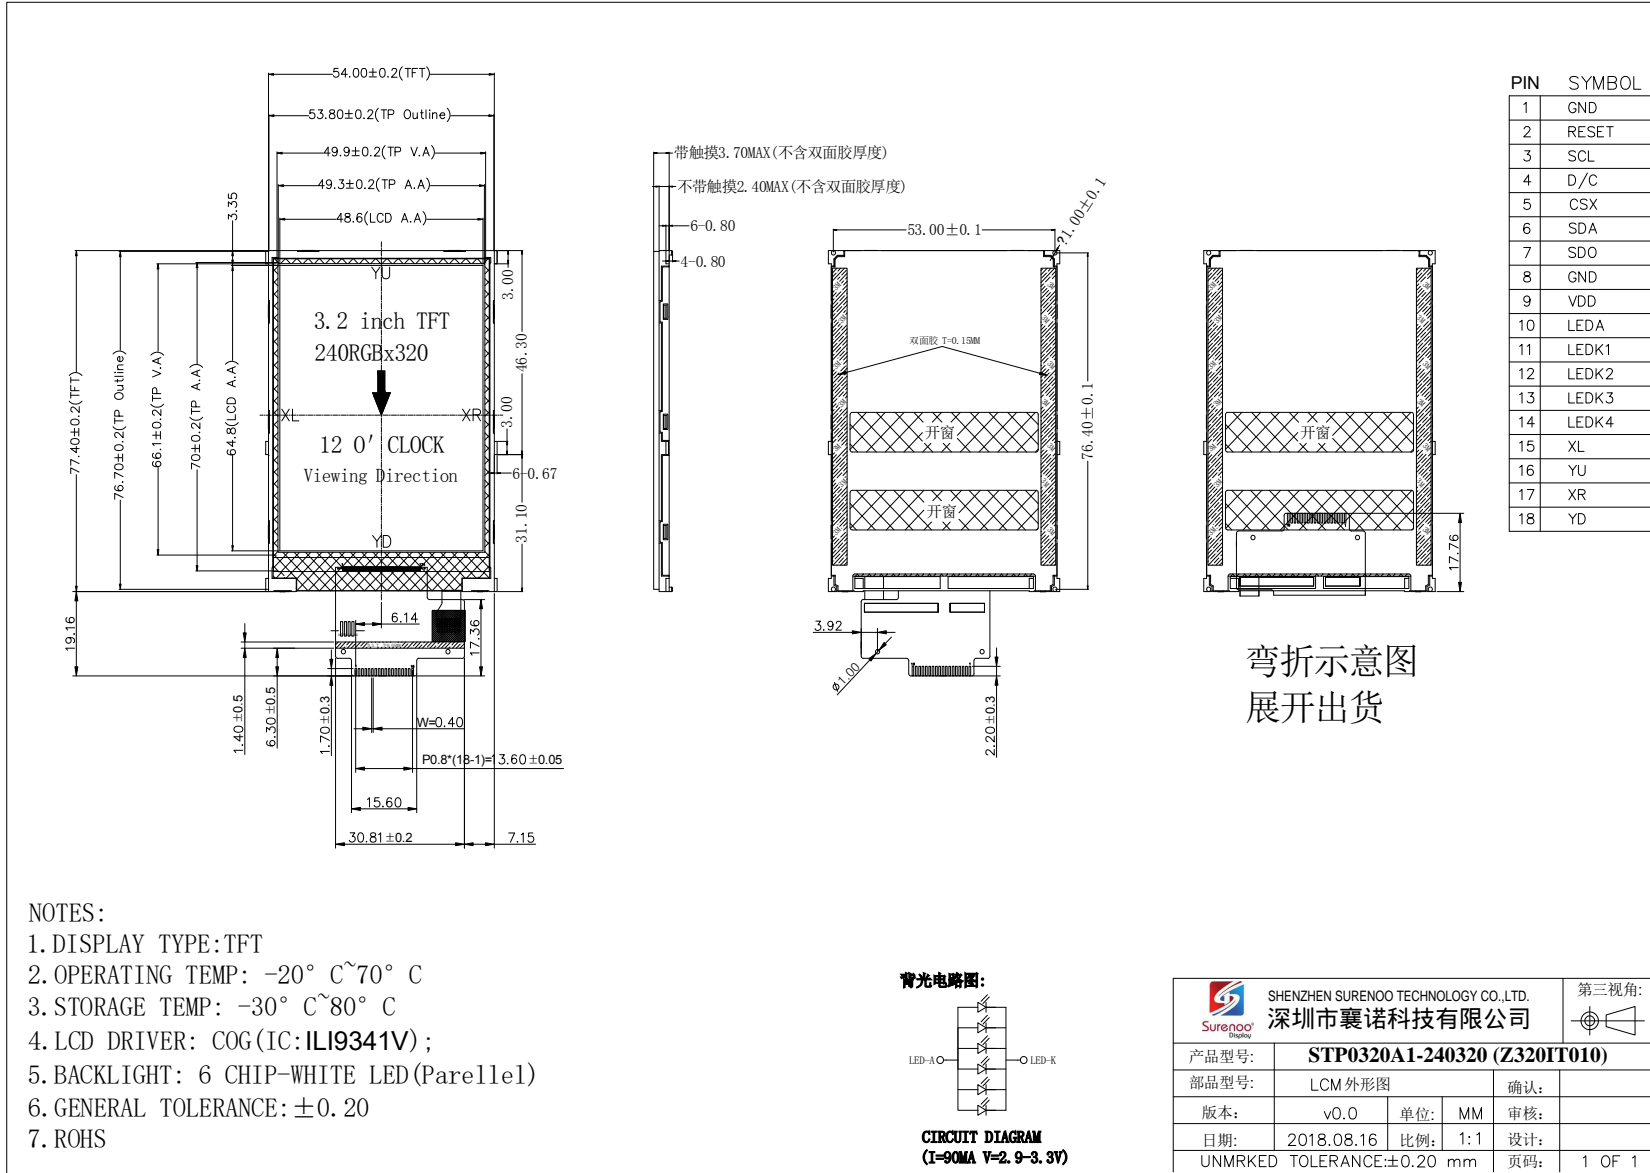 54.00±0.2(TFT)
53.80±0.2(TP Outline)
49.9±0.2(TP V.A)
49.3±0.2(TP A.A)
48.6(LCD A.A)
3.35
77.40±0.2(TFT)
76.70±0.2(TP Outline)
66.1±0.2(TP V.A)
70±0.2(TP A.A)
64.8(LCD A.A)
YU
3.2 inch TFT
240RGBx320
XL
XR
12 O' CLOCK
Viewing Direction
YD
3.00
46.30
3.00
6-0.67
31.10
19.16
6.14
17.36
1.40±0.5
6.30±0.5
1.70±0.3
W=0.40
P0.8*(18-1)=13.60±0.05
15.60
30.81±0.2
7.15
带触摸3.70MAX(不含双面胶厚度)
不带触摸2.40MAX(不含双面胶厚度)
6-0.80
4-0.80
53.00±0.1
?1.00±0.1
双面胶 T=0.15MM
开窗
开窗
76.40±0.1
3.92
ø1.00
2.20±0.3
开窗
17.76
弯折示意图
展开出货
PIN SYMBOL
1 GND
2 RESET
3 SCL
4 D/C
5 CSX
6 SDA
7 SDO
8 GND
9 VDD
10 LEDA
11 LEDK1
12 LEDK2
13 LEDK3
14 LEDK4
15 XL
16 YU
17 XR
18 YD
NOTES:
1.DISPLAY TYPE:TFT
2.OPERATING TEMP: -20° C~70° C
3.STORAGE TEMP: -30° C~80° C
4.LCD DRIVER: COG(IC:ILI9341V);
5.BACKLIGHT: 6 CHIP-WHITE LED(Parellel)
6.GENERAL TOLERANCE:±0.20
7.ROHS
背光电路图:
LED-A
LED-K
CIRCUIT DIAGRAM
(I=90MA V=2.9-3.3V)
Surenoo®
Display
SHENZHEN SURENOO TECHNOLOGY CO.,LTD.
深圳市襄诺科技有限公司
第三视角:
产品型号: STP0320A1-240320 (Z320IT010)
部品型号: LCM外形图 确认:
版本: v0.0 单位: MM 审核:
日期: 2018.08.16 比例: 1:1 设计:
UNMRKED TOLERANCE:±0.20 mm 页码: 1 OF 1